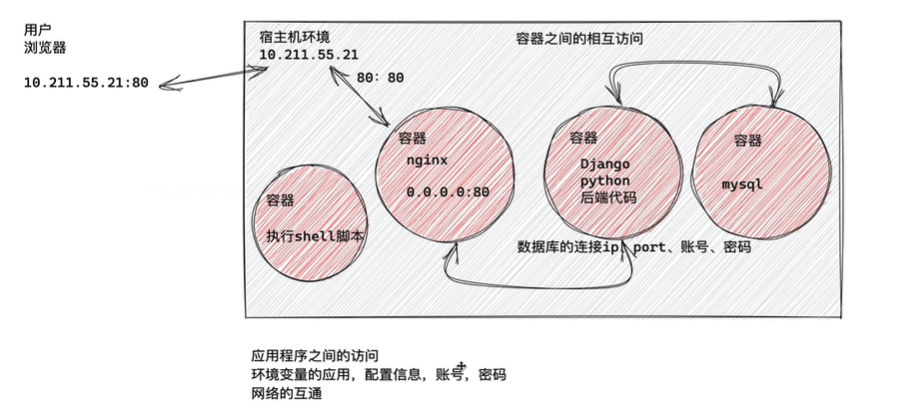 用户
浏览器
10.211.55.21:80
宿主机环境
10.211.55.21
80: 80
容器之间的相互访问
容器
nginx
0.0.0.0:80
容器
Django
python
后端代码
容器
mysql
容器
执行shell脚本
数据库的连接ip、port、账号、密码
应用程序之间的访问
环境变量的应用，配置信息，账号，密码
网络的互通